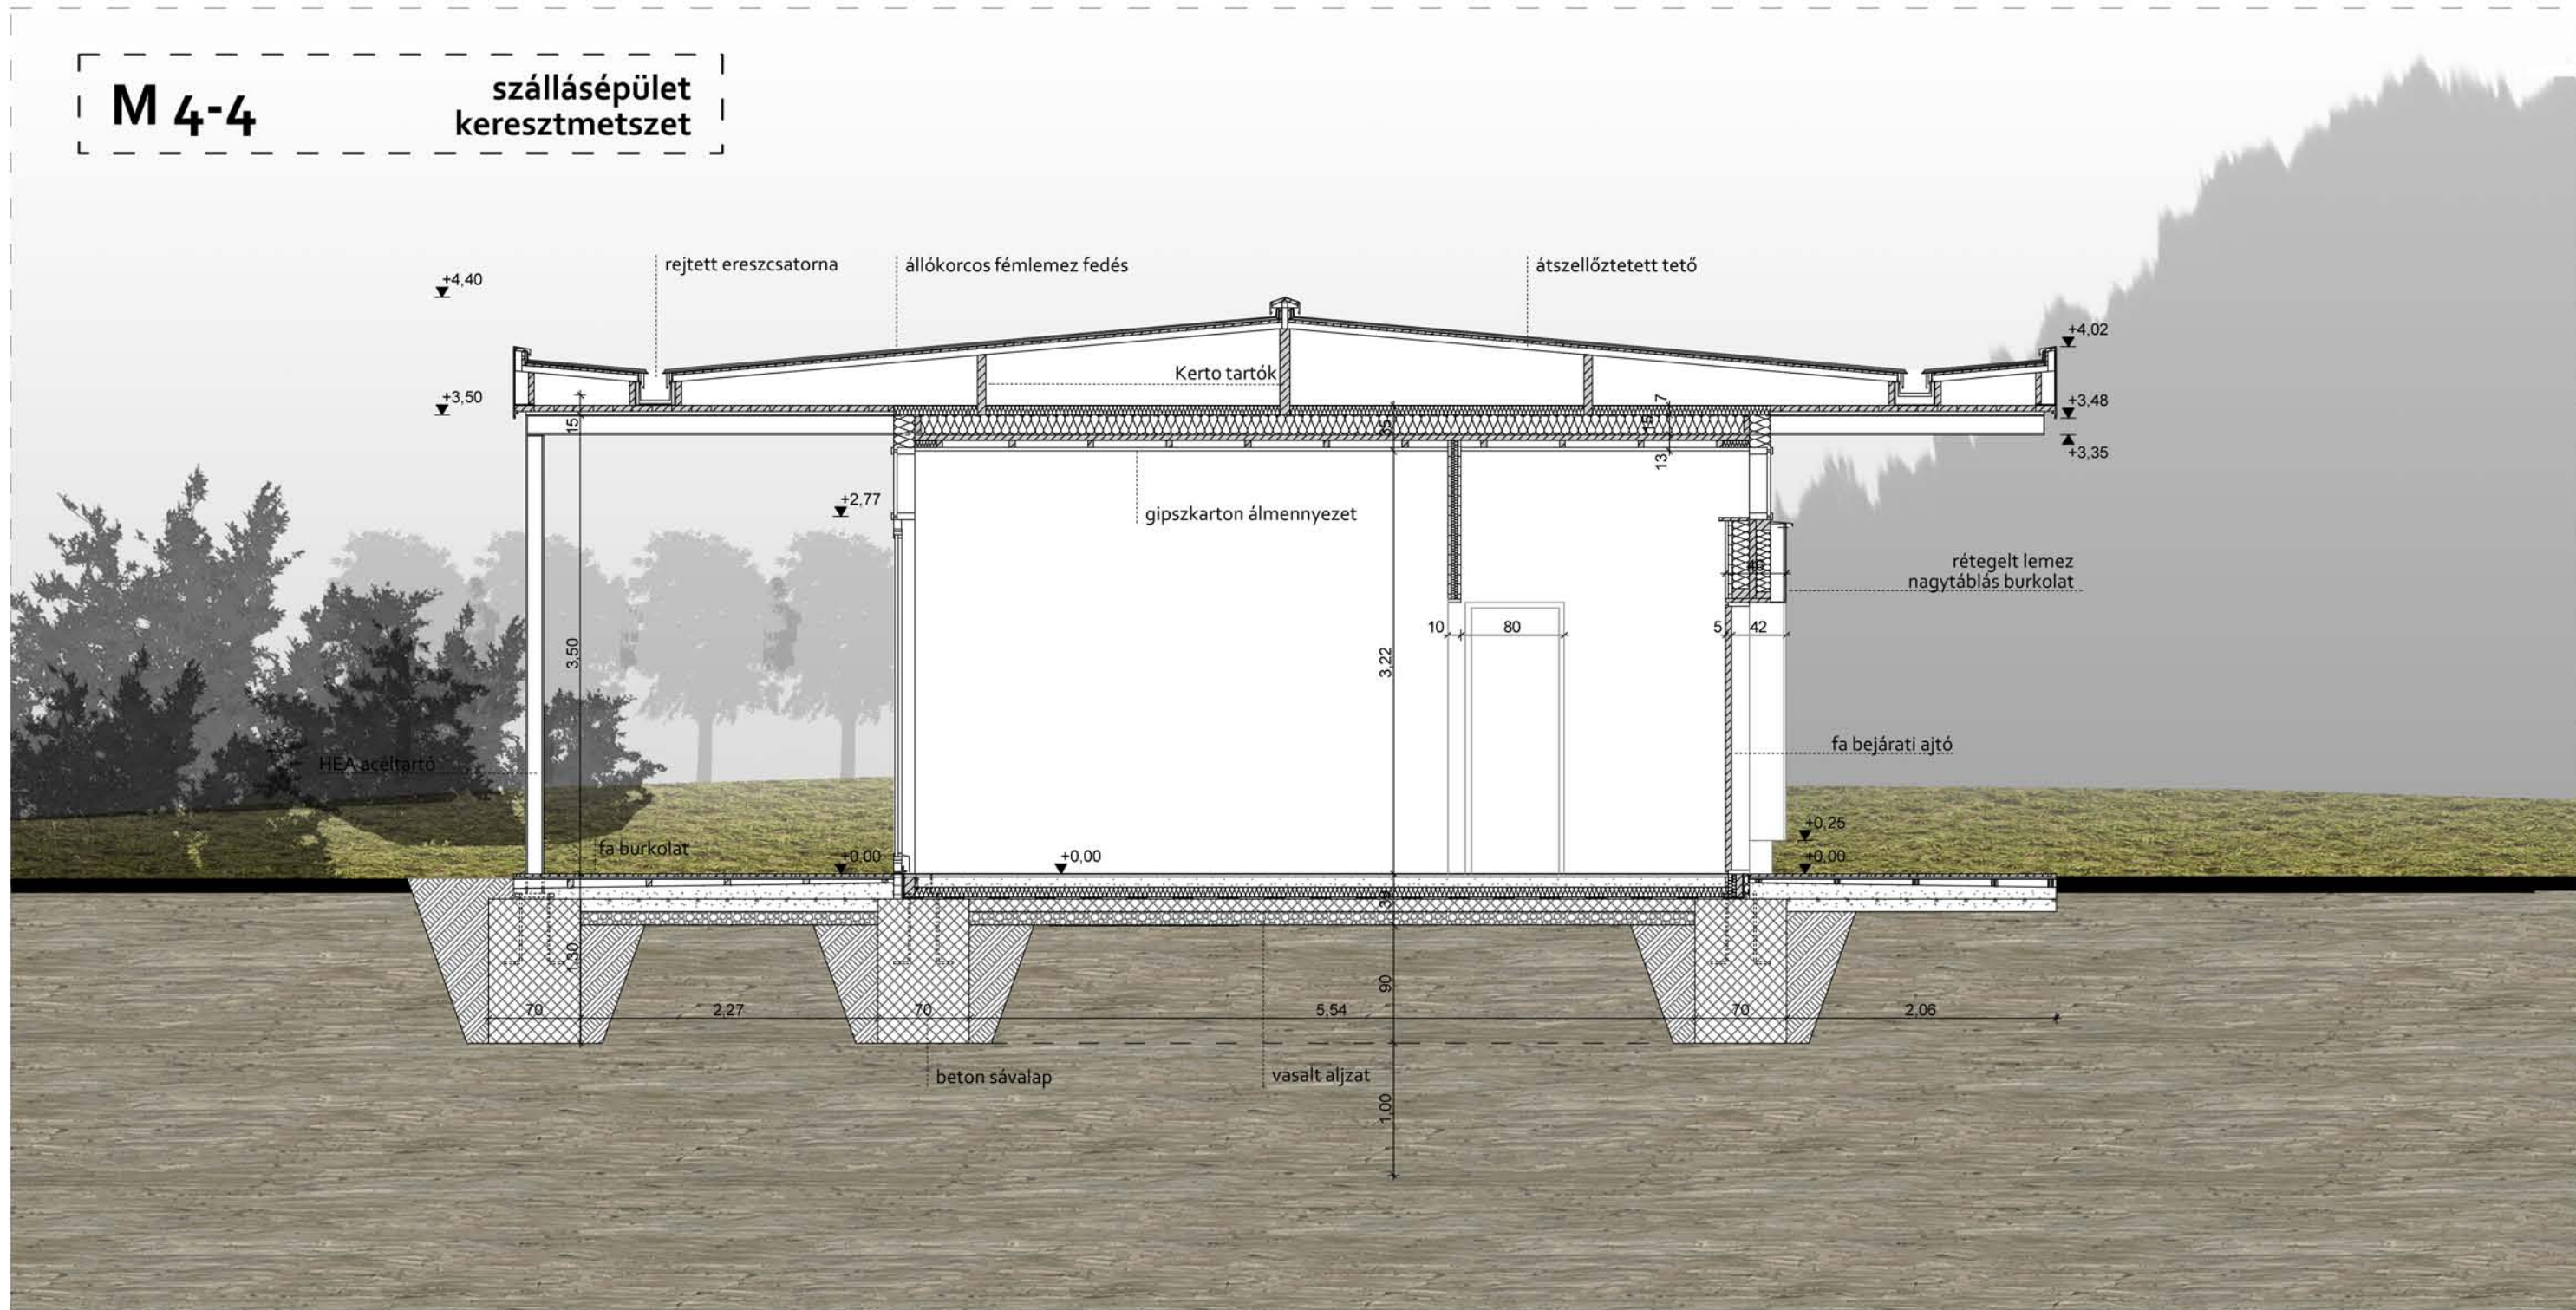 M 4-4
szállásépület
keresztmetszet
rejtett ereszcsatorna
állókorcos fémlemez fedés
átszellőztetett tető
+4,40
+4,02
Kerto tartók
+3,50
+3,48
15
35
7
13
+3,35
+2,77
gipszkarton álmennyezet
rétegelt lemez
nagytáblás burkolat
10
80
5
42
3,50
3,22
fa bejárati ajtó
HEA acéltartó
+0,25
fa burkolat
+0,00
+0,00
+0,00
1,30
90
70
2,27
70
5,54
70
2,06
beton sávalap
vasalt aljzat
1,00